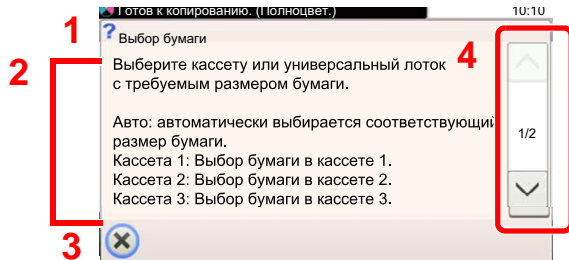 Готов к копированию. (Полноцвет.) 10:10
1
? Выбор бумаги
2
4
Выберите кассету или универсальный лоток
с требуемым размером бумаги.
Авто: автоматически выбирается соответствующий
размер бумаги.
1/2
Кассета 1: Выбор бумаги в кассете 1.
Кассета 2: Выбор бумаги в кассете 2.
Кассета 3: Выбор бумаги в кассете 3.
3